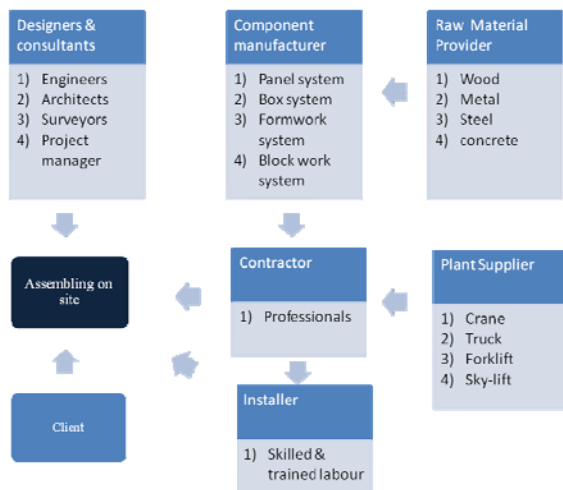 Designers &
consultants
1) Engineers
2) Architects
3) Surveyors
4) Project
manager
Component
manufacturer
1) Panel system
2) Box system
3) Formwork
system
4) Block work
system
Raw Material
Provider
1) Wood
2) Metal
3) Steel
4) concrete
Assembling on
site
Contractor
1) Professionals
Plant Supplier
1) Crane
2) Truck
3) Forklift
4) Sky-lift
Client
Installer
1) Skilled &
trained labour